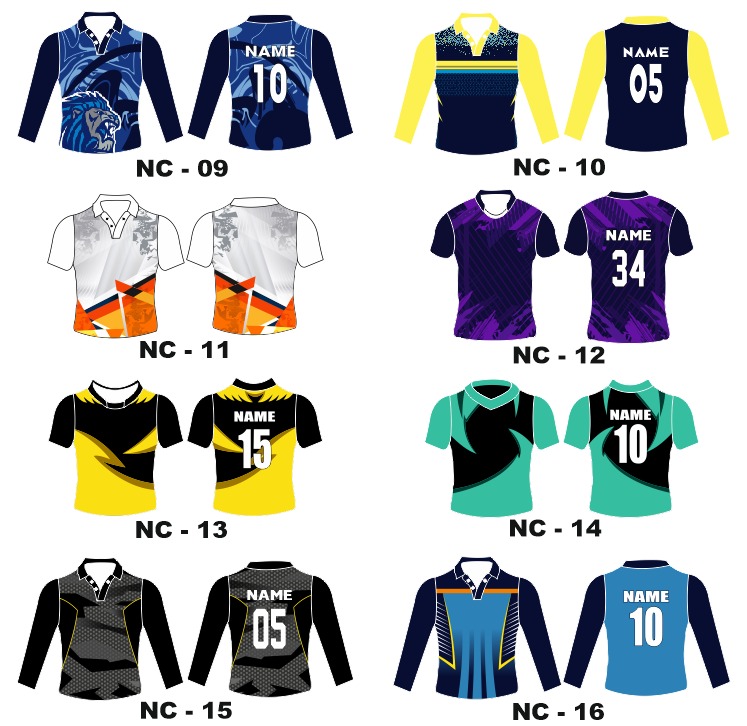 NAME
10
NC - 09
NAME
05
NC - 10
NC - 11
NAME
34
NC - 12
NAME
15
NC - 13
NAME
10
NC - 14
NAME
05
NC - 15
NAME
10
NC - 16